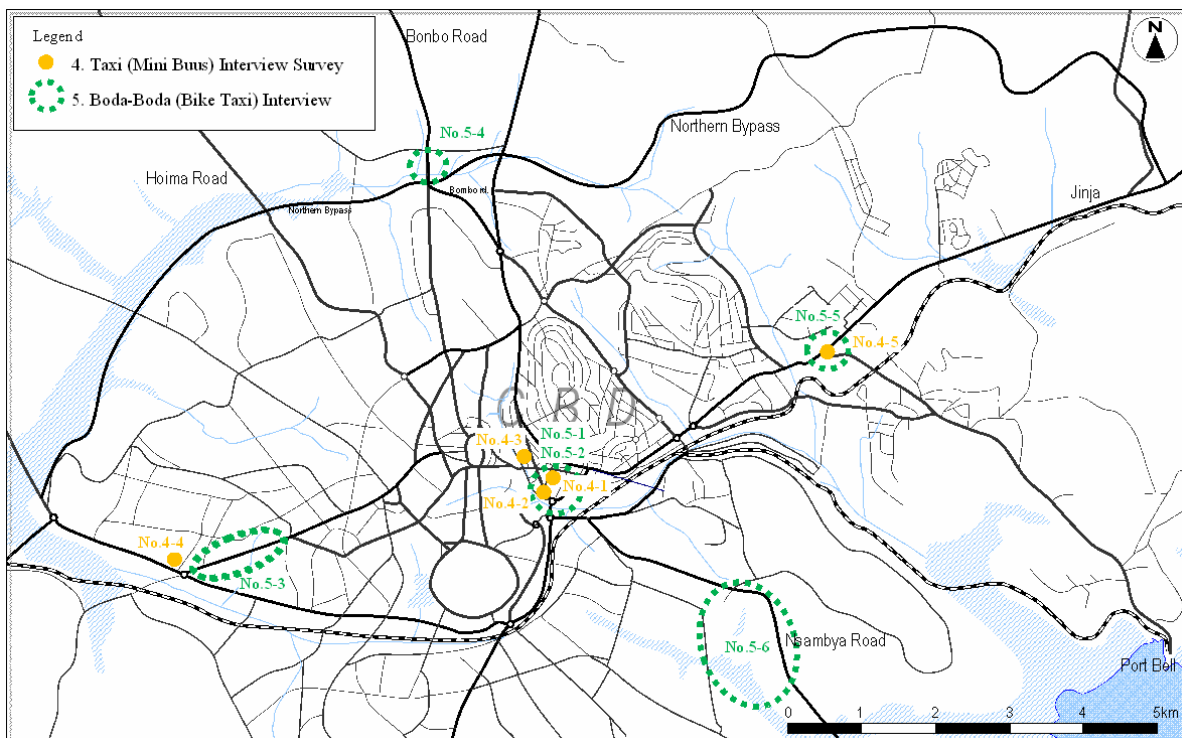 Legend
4. Taxi (Mini Buus) Interview Survey
5. Boda-Boda (Bike Taxi) Interview
Bonbo Road
N
No.5-4
Northern Bypass
Hoima Road
Bombo rd.
Jinja
Northern Bypass
No.5-5
No.4-5
CBD
No.5-1
No.4-3
No.5-2
No.4-1
No.4-2
No.4-4
No.5-3
Nsambya Road
No.5-6
Port Bell
0 1 2 3 4 5km